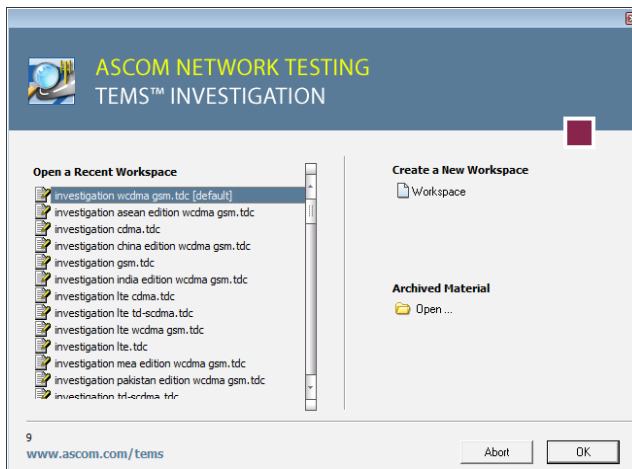 ASCOM NETWORK TESTING
TEMS™ INVESTIGATION
Open a Recent Workspace
investigation wcdma gsm.tdc [default]
investigation asean edition wcdma gsm.tdc
investigation cdma.tdc
investigation china edition wcdma gsm.tdc
investigation gsm.tdc
investigation india edition wcdma gsm.tdc
investigation lte cdma.tdc
investigation lte td-scdma.tdc
investigation lte wcdma gsm.tdc
investigation lte.tdc
investigation mea edition wcdma gsm.tdc
investigation pakistan edition wcdma gsm.tdc
investigation td-scdma.tdc
Create a New Workspace
Workspace
Archived Material
Open ...
9
www.ascom.com/tems
Abort
OK